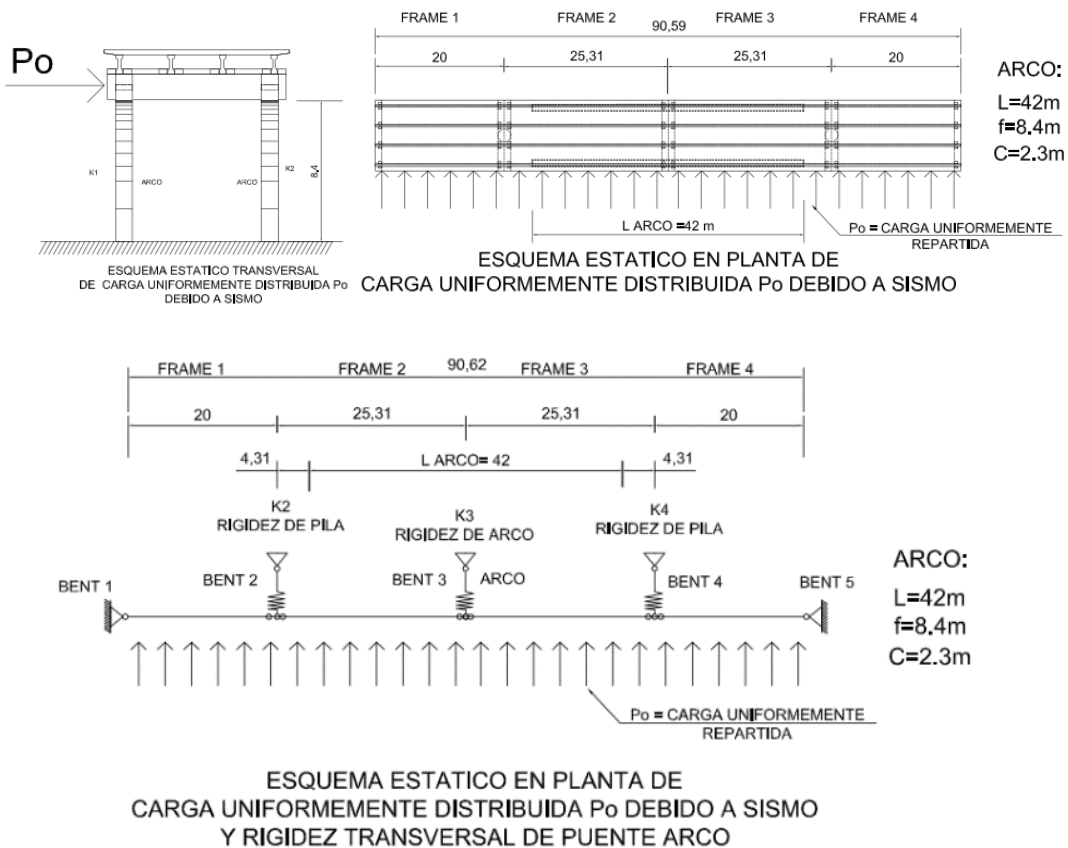 Po
K1
ARCO
ARCO
K2
8.4
ESQUEMA ESTATICO TRANSVERSAL
DE CARGA UNIFORMEMENTE DISTRIBUIDA Po
DEBIDO A SISMO
FRAME 1 FRAME 2 FRAME 3 FRAME 4
90,59
20 25,31 25,31 20
ARCO:
L=42m
f=8.4m
C=2.3m
L ARCO =42 m
Po = CARGA UNIFORMEMENTE
REPARTIDA
ESQUEMA ESTATICO EN PLANTA DE
CARGA UNIFORMEMENTE DISTRIBUIDA Po DEBIDO A SISMO
FRAME 1 FRAME 2 90,62 FRAME 3 FRAME 4
20 25,31 25,31 20
4,31 L ARCO= 42 4,31
K2
RIGIDEZ DE PILA
K3
RIGIDEZ DE ARCO
K4
RIGIDEZ DE PILA
BENT 1 BENT 2 BENT 3 ARCO BENT 4 BENT 5
ARCO:
L=42m
f=8.4m
C=2.3m
Po = CARGA UNIFORMEMENTE
REPARTIDA
ESQUEMA ESTATICO EN PLANTA DE
CARGA UNIFORMEMENTE DISTRIBUIDA Po DEBIDO A SISMO
Y RIGIDEZ TRANSVERSAL DE PUENTE ARCO